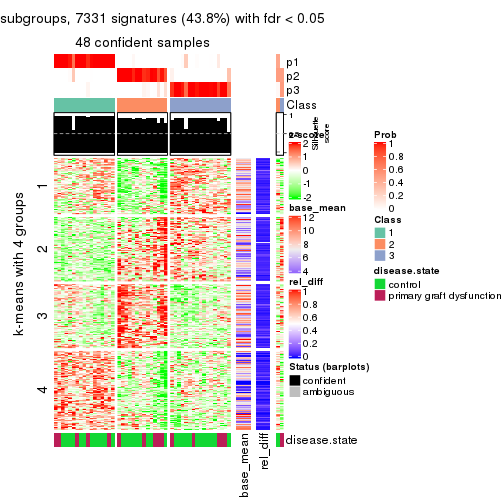 subgroups, 7331 signatures (43.8%) with fdr < 0.05
48 confident samples
p1
p2
p3
Class
1
0.5
0
Silhouette
score
k-means with 4 groups
1
2
3
4
base_mean
rel_diff
disease.state
z-score
2
1
0
-1
-2
base_mean
12
10
8
6
4
rel_diff
1
0.8
0.6
0.4
0.2
0
Status (barplots)
confident
ambiguous
Prob
1
0.8
0.6
0.4
0.2
0
Class
1
2
3
disease.state
control
primary graft dysfunction